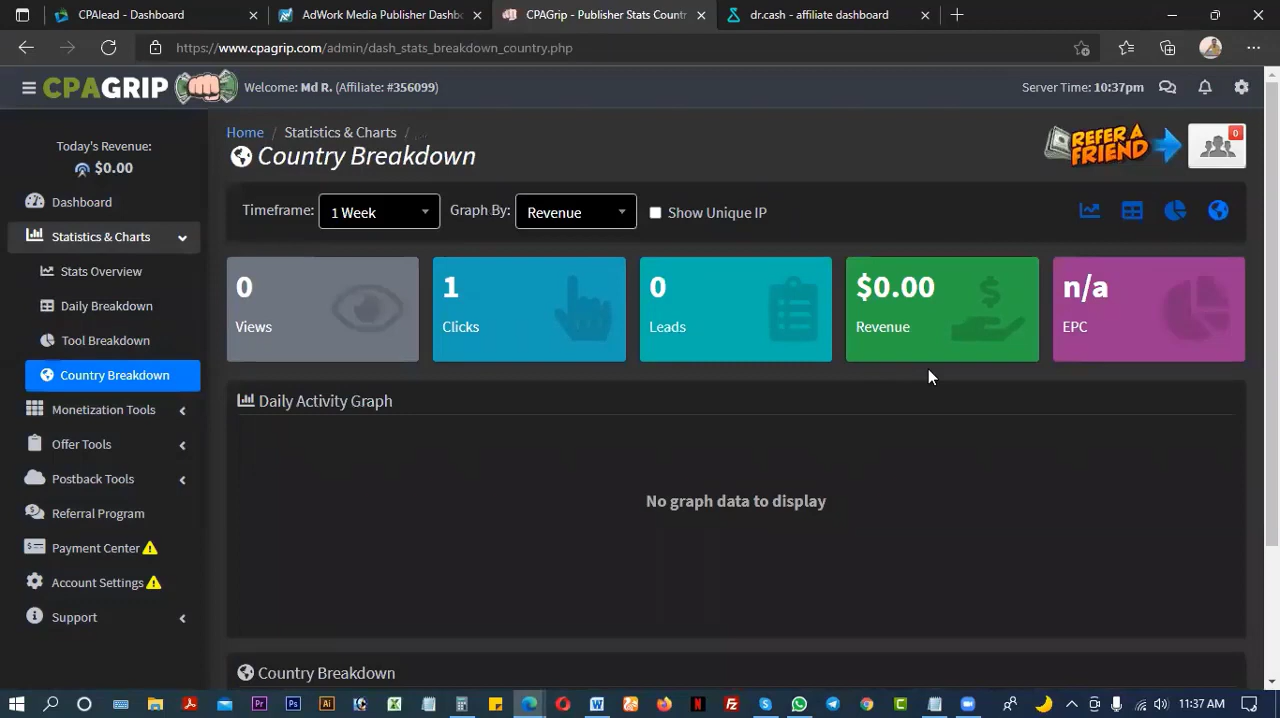 CPAlead - Dashboard
AdWork Media Publisher Dashbo
CPAGrip - Publisher Stats Countr
dr.cash - affiliate dashboard
https://www.cpagrip.com/admin/dash_stats_breakdown_country.php
CPAGRIP
Welcome: Md R. (Affiliate: #356099)
Server Time: 10:37pm
Today's Revenue:
$0.00
Dashboard
Statistics & Charts
Stats Overview
Daily Breakdown
Tool Breakdown
Country Breakdown
Monetization Tools
Offer Tools
Postback Tools
Referral Program
Payment Center
Account Settings
Support
Home / Statistics & Charts /
Country Breakdown
REFER A
FRIEND
0
Timeframe: 1 Week Graph By: Revenue Show Unique IP
0
Views
1
Clicks
0
Leads
$0.00
Revenue
n/a
EPC
Daily Activity Graph
No graph data to display
Country Breakdown
11:37 AM